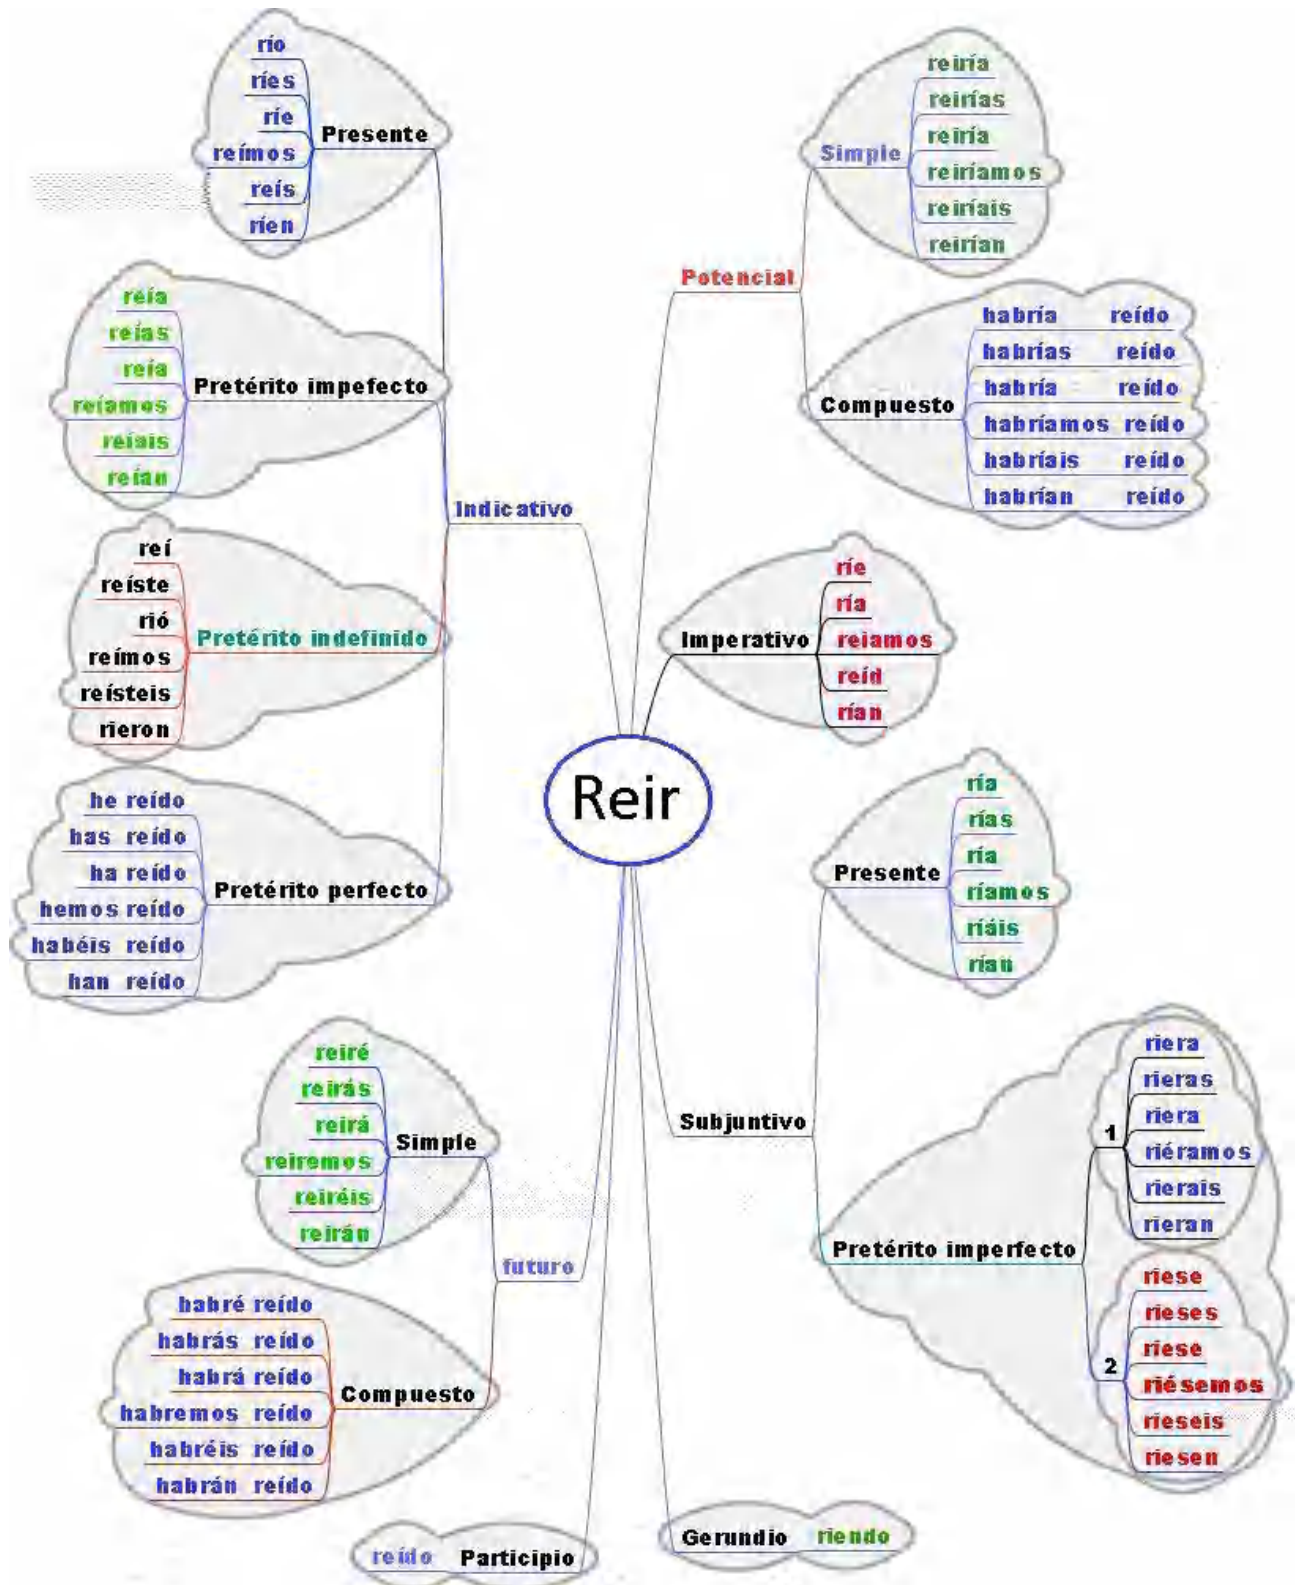 Reir
Indicativo
Presente
río
ríes
ríe
reímos
reís
ríen
Pretérito impefecto
reía
reías
reía
reíamos
reíais
reían
Pretérito indefinido
reí
reíste
rió
reímos
reísteis
rieron
Pretérito perfecto
he reído
has reído
ha reído
hemos reído
habéis reído
han reído
futuro
Simple
reiré
reirás
reirá
reiremos
reiréis
reirán
Compuesto
habré reído
habrás reído
habrá reído
habremos reído
habréis reído
habrán reído
Participio
reído
Potencial
Simple
reiría
reirías
reiría
reiríamos
reiríais
reirían
Compuesto
habría reído
habrías reído
habría reído
habríamos reído
habríais reído
habrían reído
Imperativo
ríe
ría
reiamos
reíd
rían
Subjuntivo
Presente
ría
rías
ría
ríamos
ríáis
rían
Pretérito imperfecto
1
riera
rieras
riera
riéramos
rierais
rieran
2
riese
rieses
riese
riésemos
rieseis
riesen
Gerundio riendo